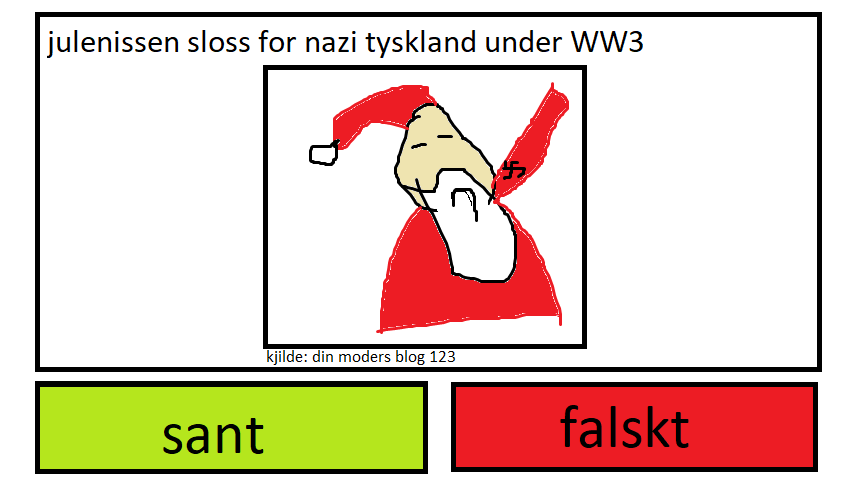 julenissen sloss for nazi tyskland under WW3
kjilde: din moders blog 123
sant
falskt